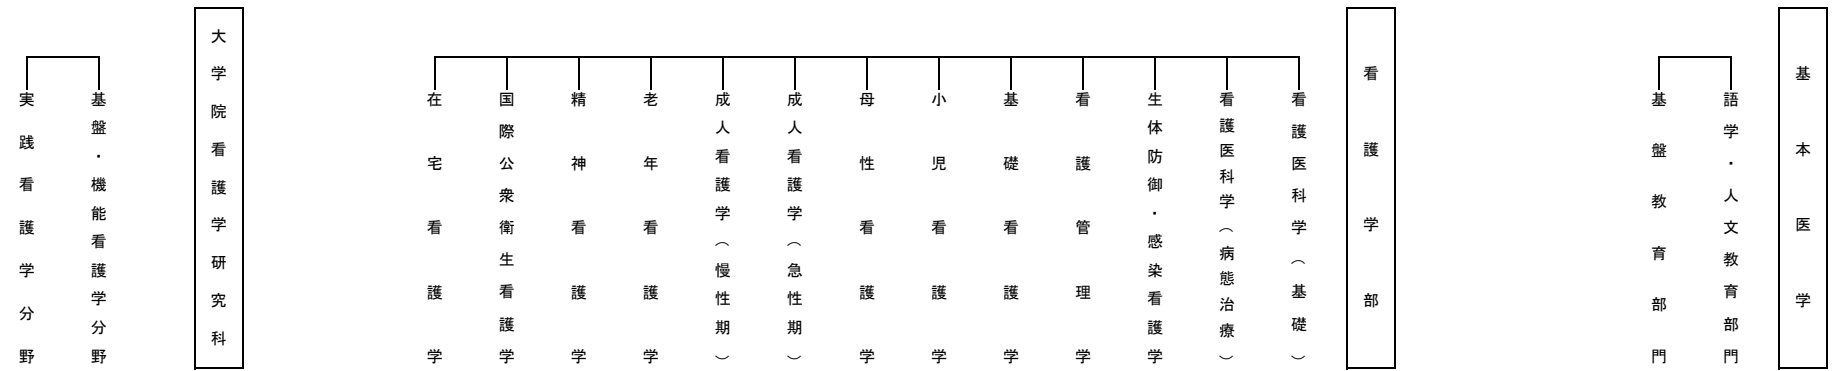 基本医学
語学・人文教育部門
基盤教育部門
看護学部
看護医科学（基礎）
看護医科学（病態治療）
生体防御・感染看護学
看護管理学
基礎看護学
小児看護学
母性看護学
成人看護学（急性期）
成人看護学（慢性期）
老年看護学
精神看護学
国際公衆衛生看護学
在宅看護学
大学院看護学研究科
基盤・機能看護学分野
実践看護学分野